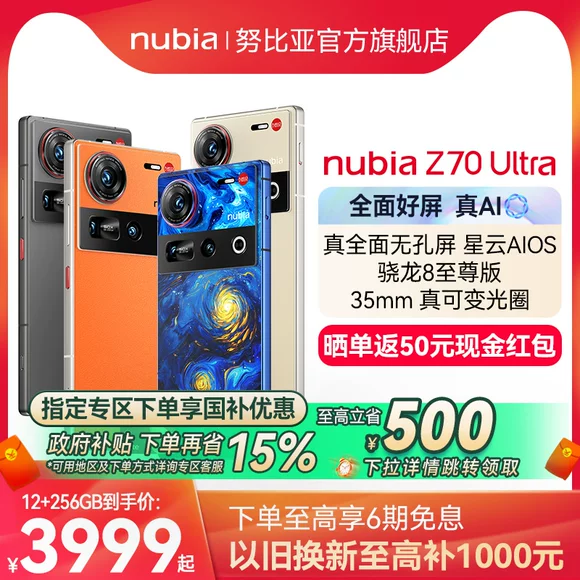 nubia | 努比亚官方旗舰店
nubia Z70 Ultra
全面好屏 真AI
真全面无孔屏 星云AIOS
骁龙8至尊版
35mm 真可变光圈
晒单返50元现金红包
nubia
指定专区下单享国补优惠
政府补贴 下单再省15%
*可用地区及下单方式详询专区客服
至高立省
¥500
下拉详情跳转领取
12+256GB到手价:
¥3999起
下单至高享6期免息
以旧换新至高补1000元